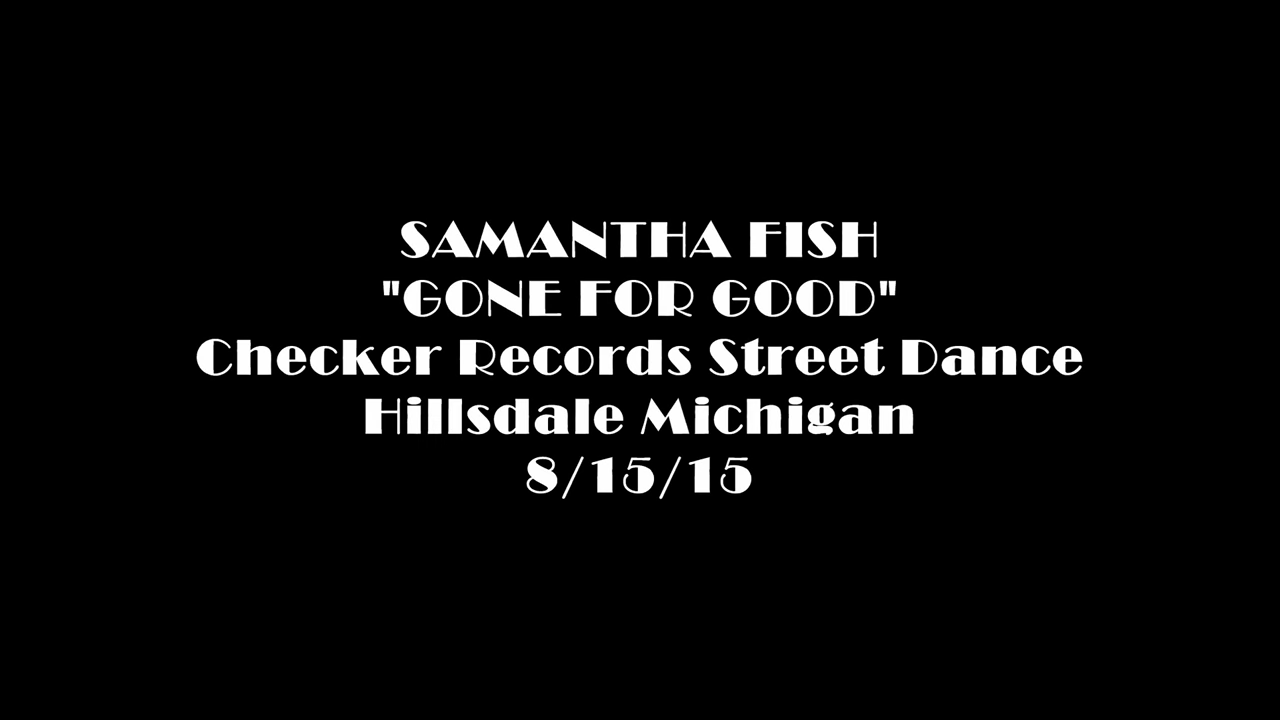 SAMANTHA FISH
"GONE FOR GOOD"
Checker Records Street Dance
Hillsdale Michigan
8/15/15